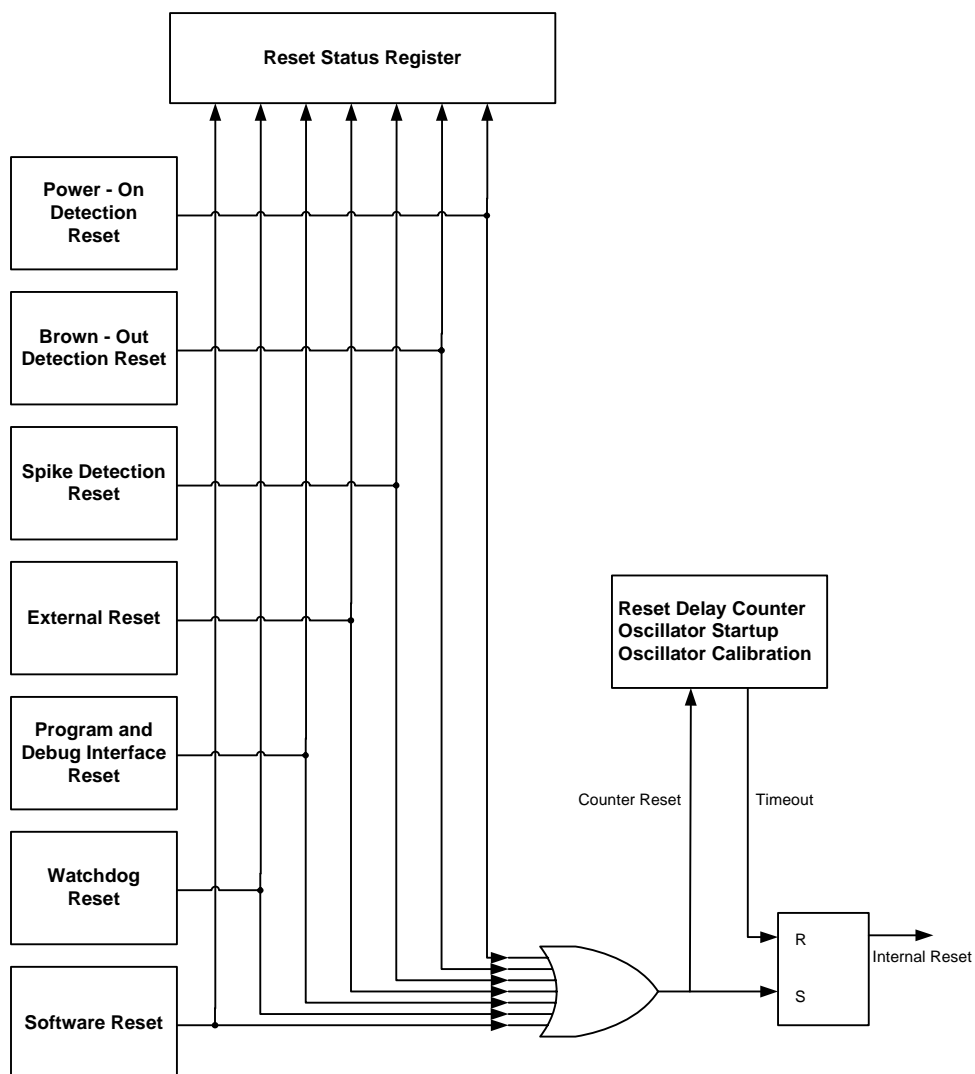 Reset Status Register
Power - On
Detection
Reset
Brown - Out
Detection Reset
Spike Detection
Reset
External Reset
Program and
Debug Interface
Reset
Watchdog
Reset
Software Reset
Reset Delay Counter
Oscillator Startup
Oscillator Calibration
Counter Reset
Timeout
R
S
Internal Reset